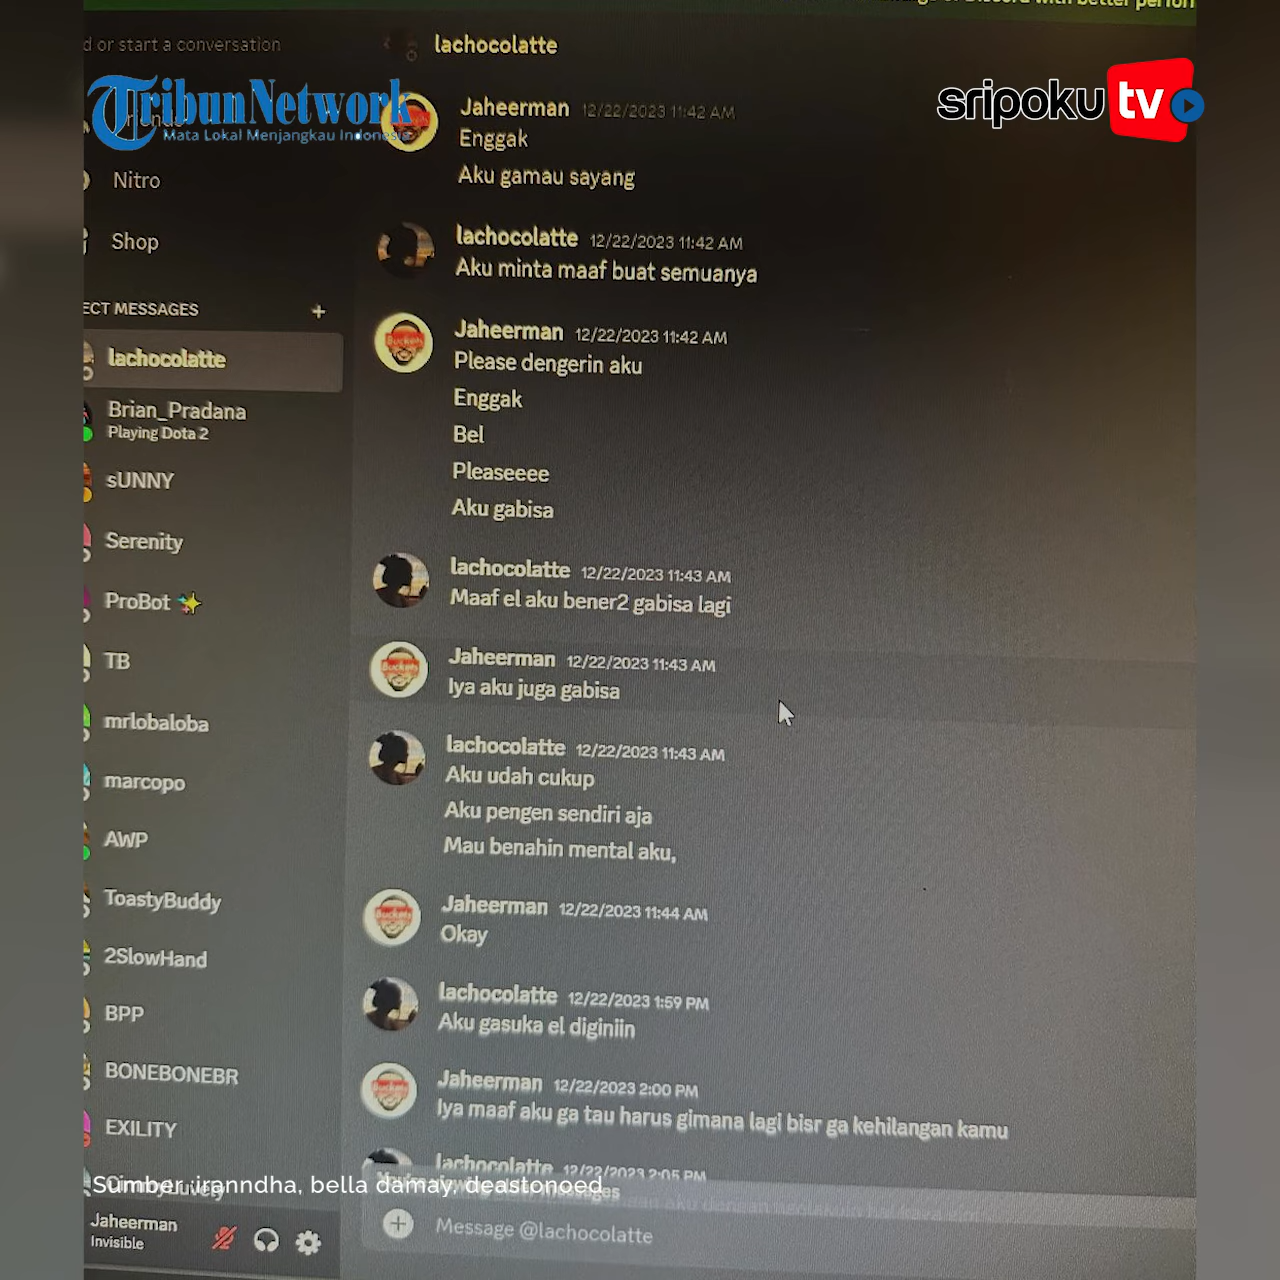 d or start a conversation
lachocolatte
TribunNetwork
Mata Lokal Menjangkau Indonesia
sripoku tv
Nitro
Shop
ECT MESSAGES +
lachocolatte
Brian_Pradana
Playing Dota 2
sUNNY
Serenity
ProBot
TB
mrlobaloba
marcopo
AWP
ToastyBuddy
2SlowHand
BPP
BONEBONEBR
EXILITY
Jaheerman
Invisible
Jaheerman 12/22/2023 11:42 AM
Enggak
Aku gamau sayang
lachocolatte 12/22/2023 11:42 AM
Aku minta maaf buat semuanya
Jaheerman 12/22/2023 11:42 AM
Buckets
Please dengerin aku
Enggak
Bel
Pleaseeee
Aku gabisa
lachocolatte 12/22/2023 11:43 AM
Maaf el aku bener2 gabisa lagi
Jaheerman 12/22/2023 11:43 AM
Buckets
Iya aku juga gabisa
lachocolatte 12/22/2023 11:43 AM
Aku udah cukup
Aku pengen sendiri aja
Mau benahin mental aku,
Jaheerman 12/22/2023 11:44 AM
Buckets
Okay
lachocolatte 12/22/2023 1:59 PM
Aku gasuka el diginiin
Jaheerman 12/22/2023 2:00 PM
Buckets
Iya maaf aku ga tau harus gimana lagi bisr ga kehilangan kamu
lachocolatte 12/22/2023 2:05 PM
Sumber: iranndha, bella damay, deastonoed
Message @lachocolatte